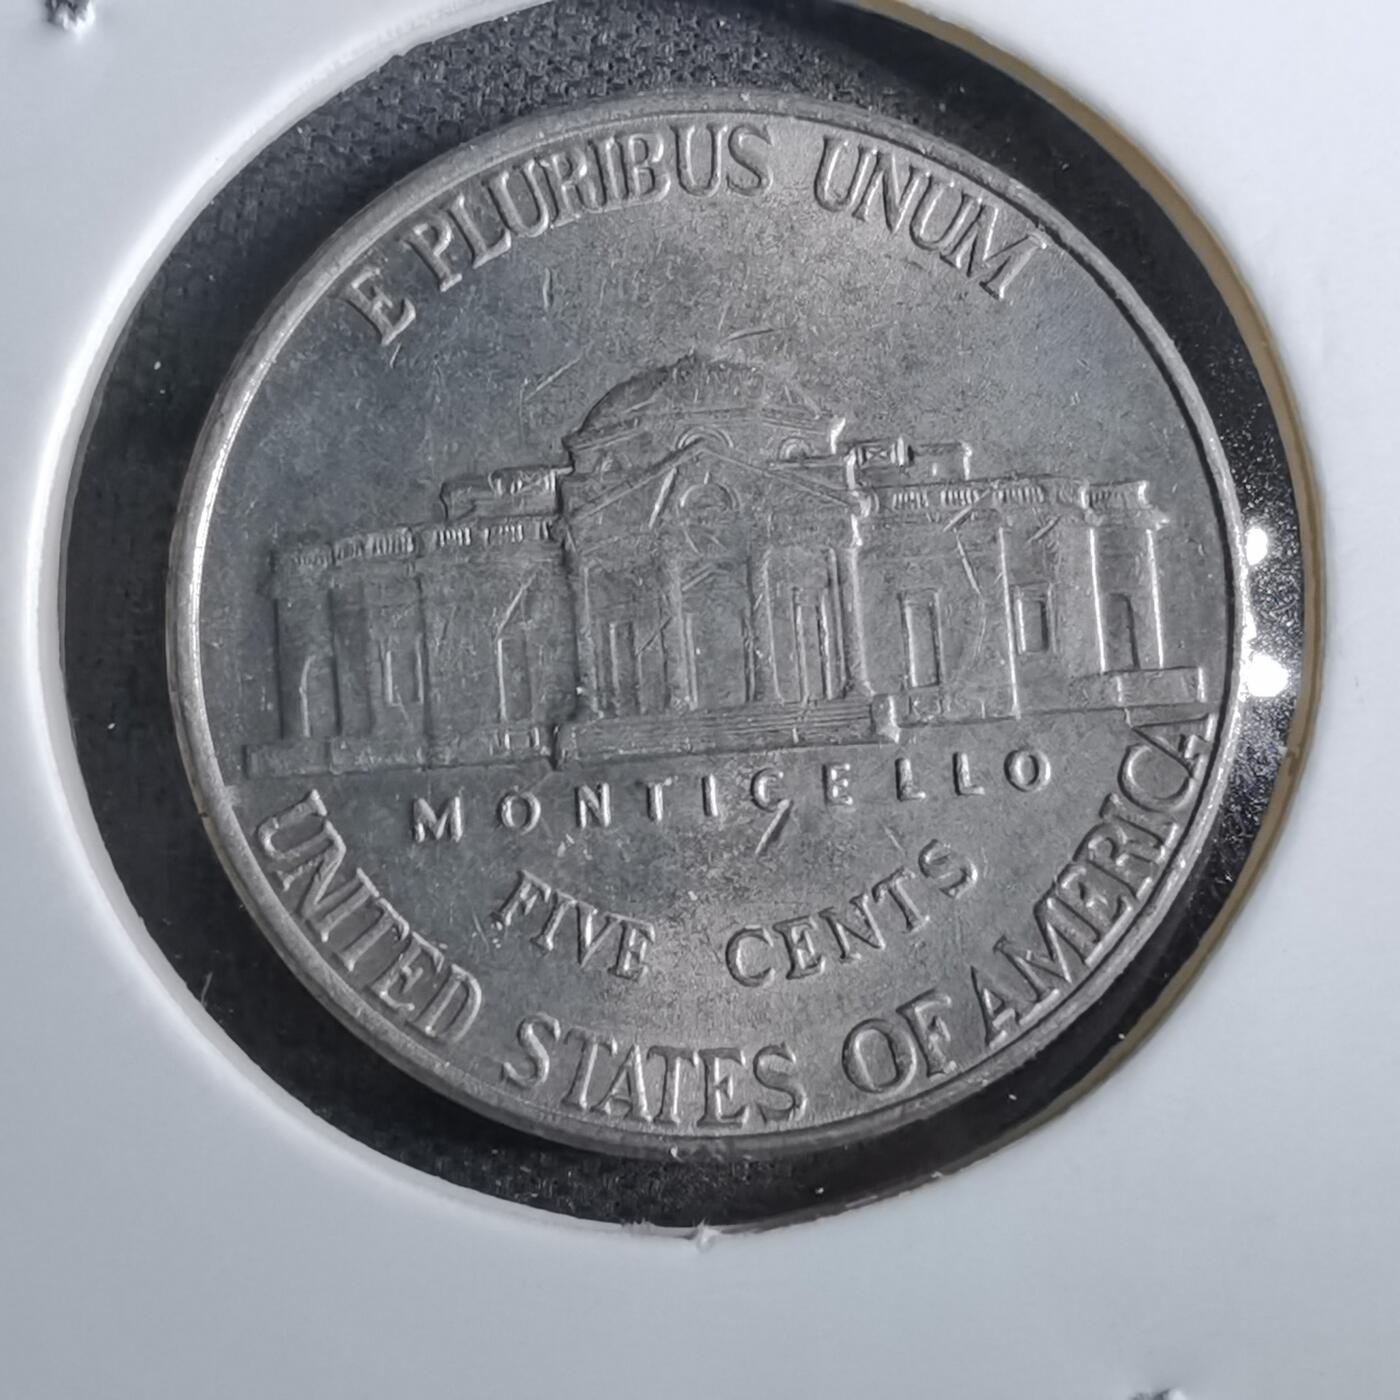 E PLURIBUS UNUM
MONTICELLO
FIVE CENTS
UNITED STATES OF AMERICA